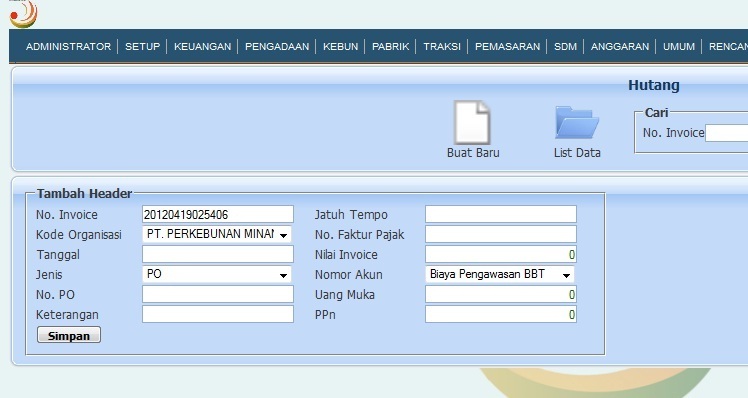 ADMINISTRATOR SETUP KEUANGAN PENGADAAN KEBUN PABRIK TRAKSI PEMASARAN SDM ANGGARAN UMUM RENCAN
Hutang
Cari
No. Invoice
Buat Baru List Data
Tambah Header
No. Invoice 20120419025406 Jatuh Tempo
Kode Organisasi PT. PERKEBUNAN MINAN No. Faktur Pajak
Tanggal Nilai Invoice 0
Jenis PO Nomor Akun Biaya Pengawasan BBT
No. PO Uang Muka 0
Keterangan PPn 0
Simpan